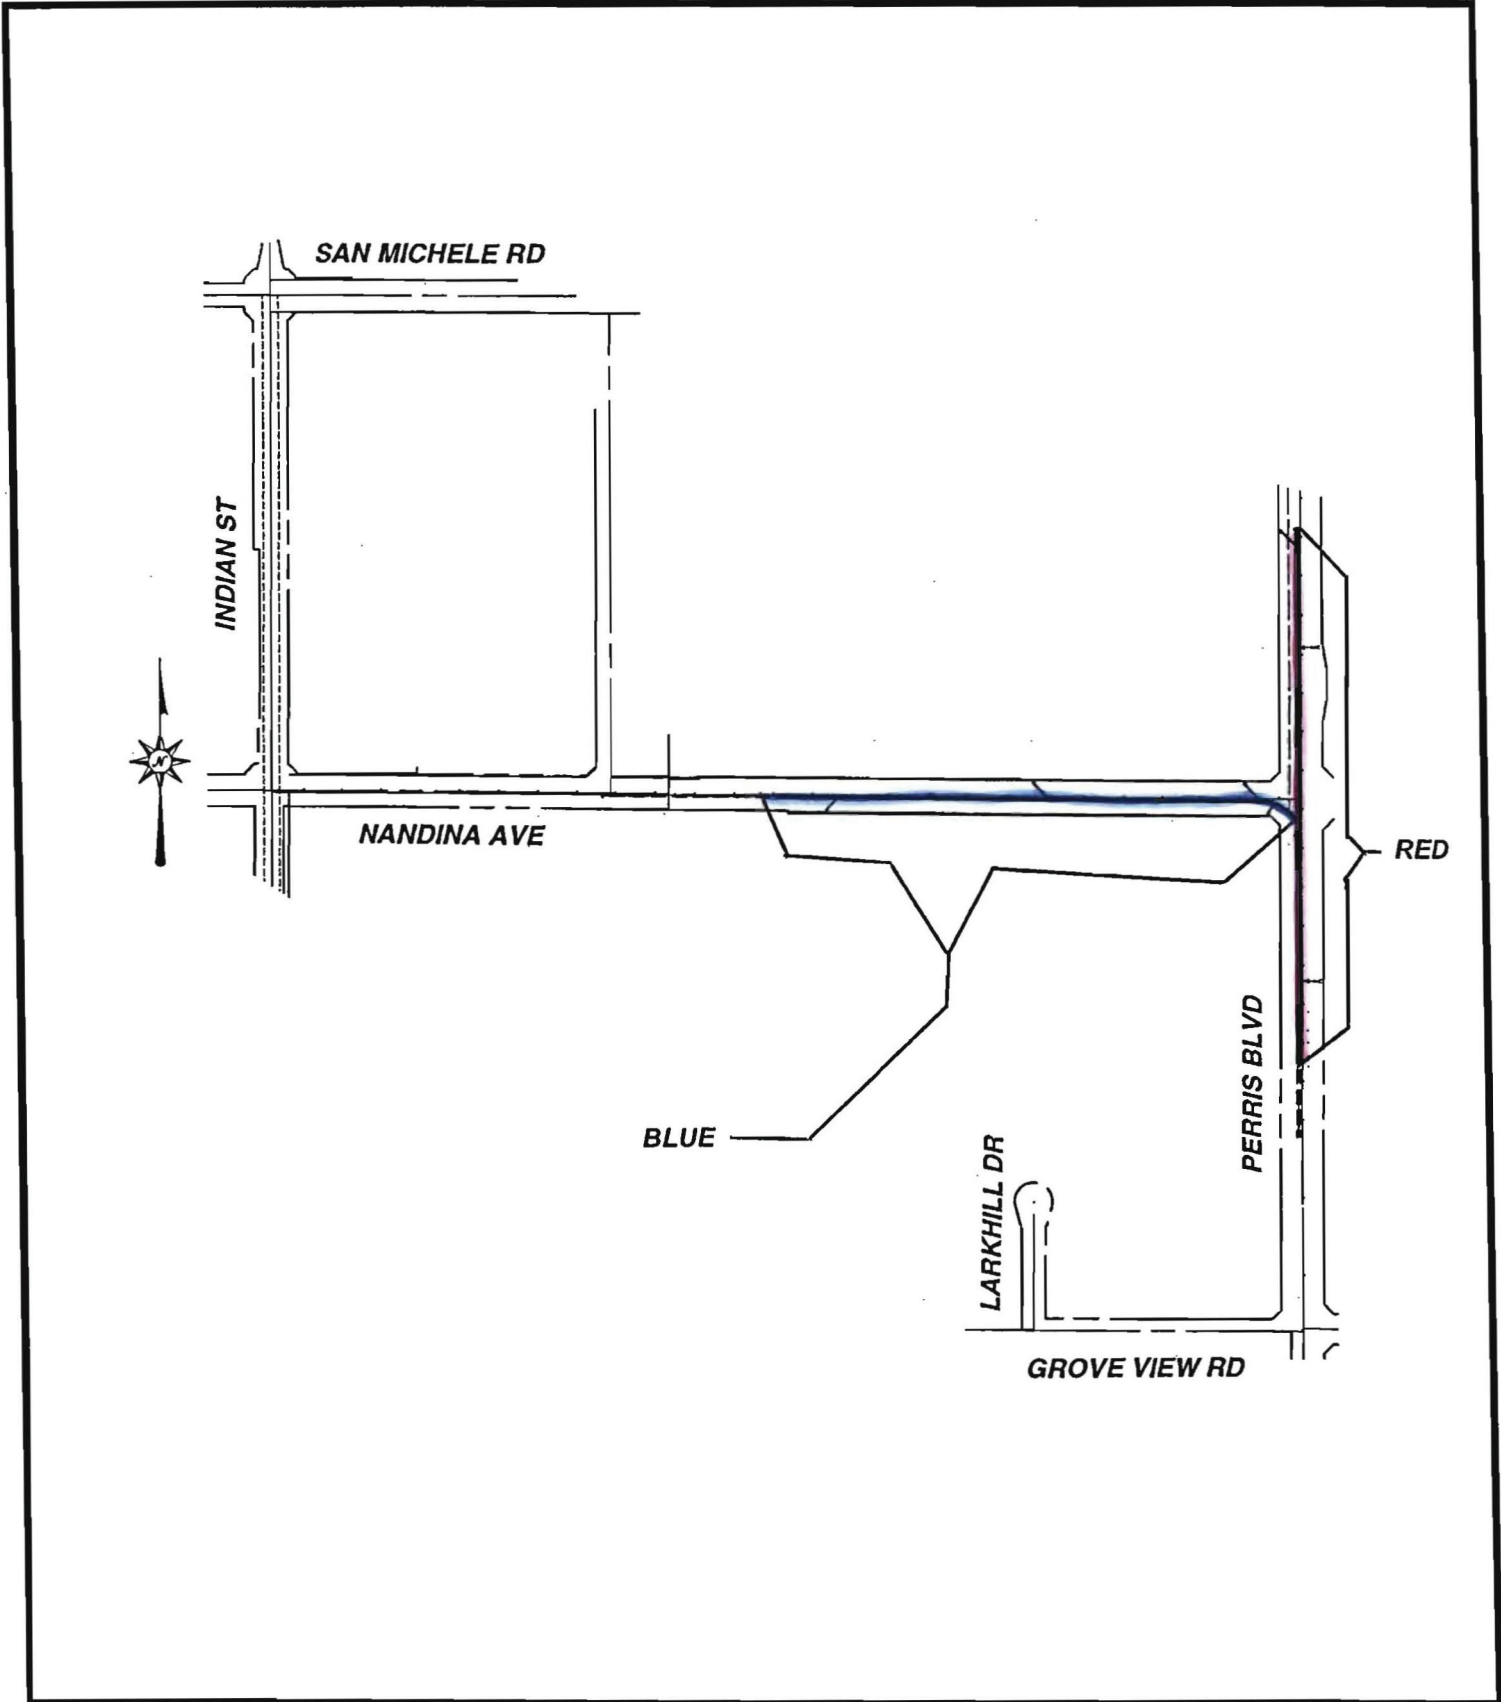 SAN MICHELE RD
INDIAN ST
N
NANDINA AVE
RED
PERRIS BLVD
BLUE
LARKHILL DR
GROVE VIEW RD